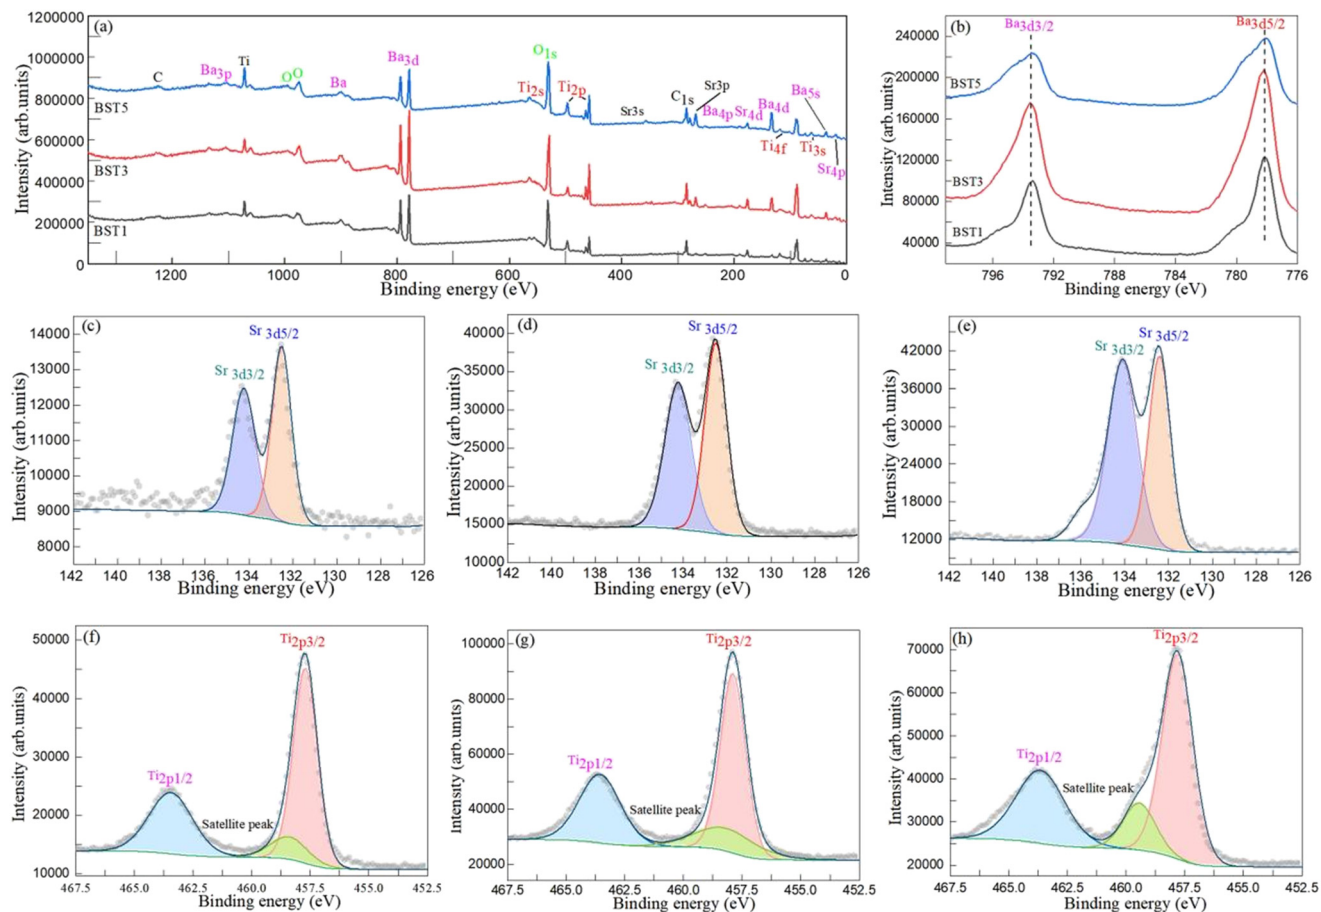 (a)
Intensity (arb.units)
1200000
1000000
800000
600000
400000
200000
0
C
Ba3p
O
O
Ti
Ba
Ba3d
Ti2s
O1s
Ti2p
Sr3s
C1s
Sr3p
Ba4p
Sr4d
Ba4d
Ti4f
Ba5s
Ti3s
Sr4p
BST5
BST3
BST1
1200
1000
800
600
400
200
0
Binding energy (eV)
(b)
Ba3d3/2
Ba3d5/2
Intensity (arb.units)
240000
200000
160000
120000
80000
40000
BST5
BST3
BST1
796
792
788
784
780
776
Binding energy (eV)
(c)
Sr 3d5/2
Sr 3d3/2
Intensity (arb.units)
14000
13000
12000
11000
10000
9000
8000
142 140 138 136 134 132 130 128 126
Binding energy (eV)
(d)
Sr 3d5/2
Sr 3d3/2
Intensity (arb.units)
40000
35000
30000
25000
20000
15000
10000
142 140 138 136 134 132 130 128 126
Binding energy (eV)
(e)
Sr 3d5/2
Sr 3d3/2
Intensity (arb.units)
42000
36000
30000
24000
18000
12000
142 140 138 136 134 132 130 128 126
Binding energy (eV)
(f)
Ti2p3/2
Ti2p1/2
Satellite peak
Intensity (arb.units)
50000
40000
30000
20000
10000
467.5 465.0 462.5 460.0 457.5 455.0 452.5
Binding energy (eV)
(g)
Ti2p3/2
Ti2p1/2
Satellite peak
Intensty (arb.units)
100000
80000
60000
40000
20000
467.5 465.0 462.5 460.0 457.5 455.0 452.5
Binding energy (eV)
(h)
Ti2p3/2
Ti2p1/2
Satellite peak
Intensity (arb.units)
70000
60000
50000
40000
30000
20000
467.5 465.0 462.5 460.0 457.5 455.0 452.5
Binding energy (eV)